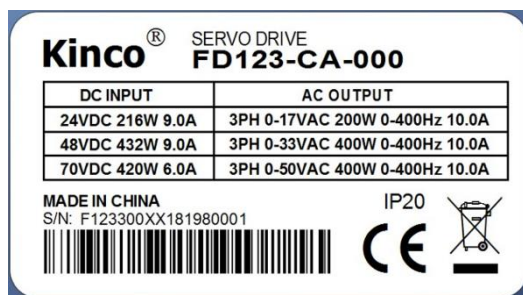 Kinco® SERVO DRIVE
FD123-CA-000
DC INPUT AC OUTPUT
24VDC 216W 9.0A 3PH 0-17VAC 200W 0-400Hz 10.0A
48VDC 432W 9.0A 3PH 0-33VAC 400W 0-400Hz 10.0A
70VDC 420W 6.0A 3PH 0-50VAC 400W 0-400Hz 10.0A
MADE IN CHINA IP20
S/N: F123300XX181980001
CE